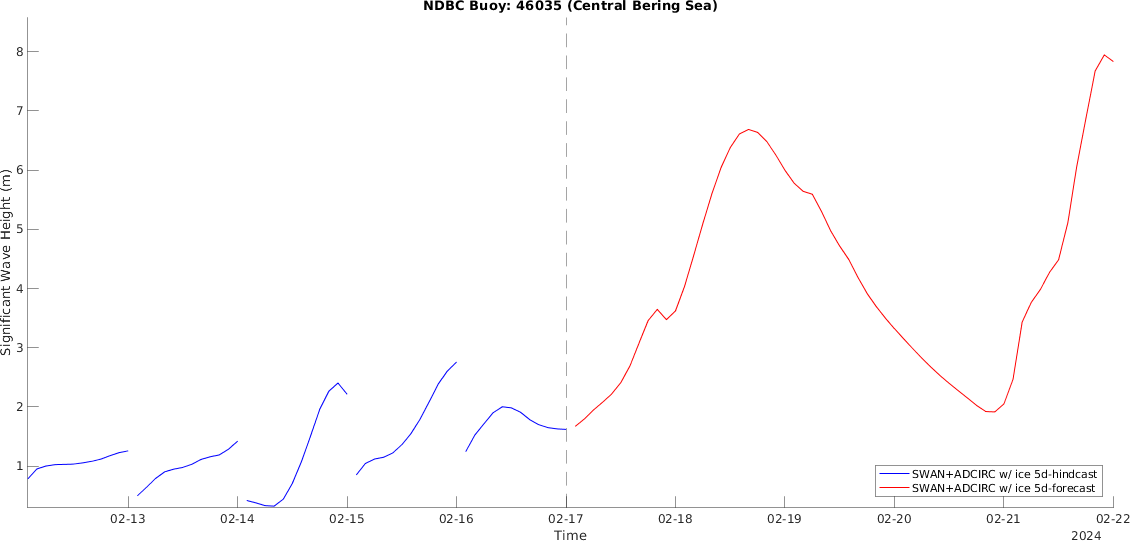 NDBC Buoy: 46035 (Central Bering Sea)
Significant Wave Height (m)
8
7
6
5
4
3
2
1
SWAN+ADCIRC w/ ice 5d-hindcast
SWAN+ADCIRC w/ ice 5d-forecast
02-13 02-14 02-15 02-16 02-17 02-18 02-19 02-20 02-21 02-22
Time
2024